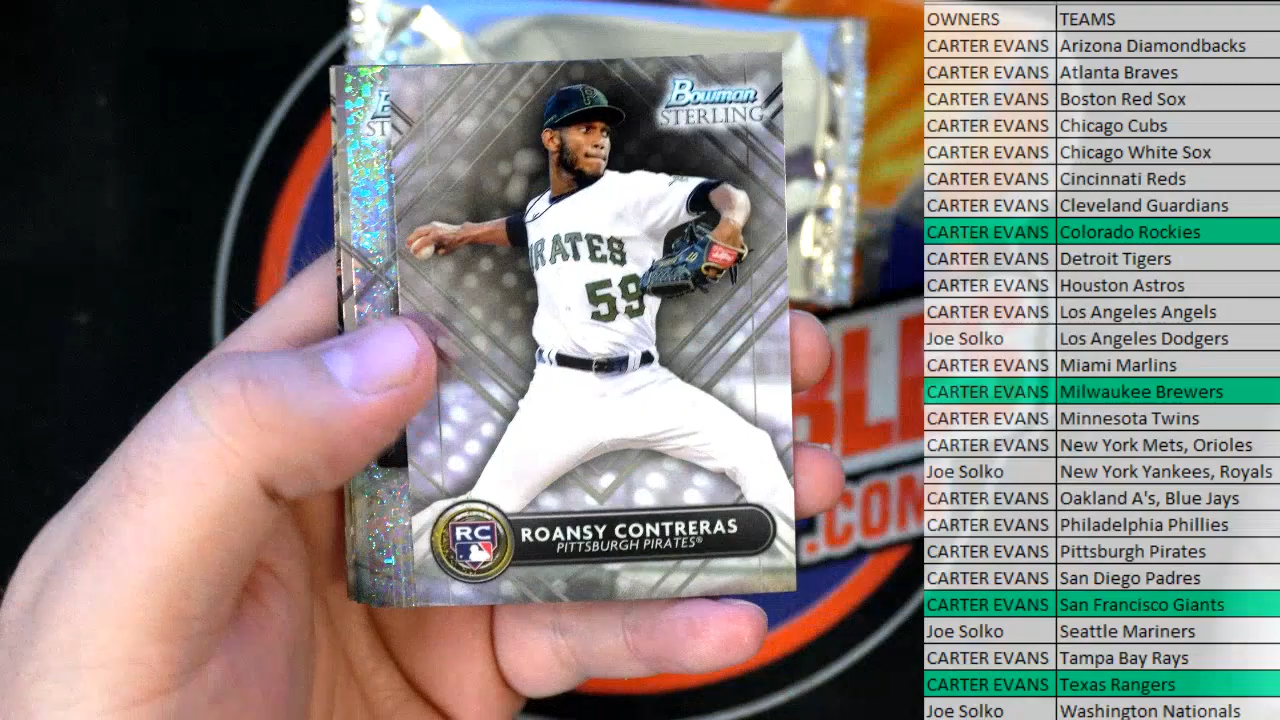 Bowman
STERLING
ST
PIRATES
59
RC
ROANSY CONTRERAS
PITTSBURGH PIRATES®
.COM
OWNERS TEAMS
CARTER EVANS Arizona Diamondbacks
CARTER EVANS Atlanta Braves
CARTER EVANS Boston Red Sox
CARTER EVANS Chicago Cubs
CARTER EVANS Chicago White Sox
CARTER EVANS Cincinnati Reds
CARTER EVANS Cleveland Guardians
CARTER EVANS Colorado Rockies
CARTER EVANS Detroit Tigers
CARTER EVANS Houston Astros
CARTER EVANS Los Angeles Angels
Joe Solko Los Angeles Dodgers
CARTER EVANS Miami Marlins
CARTER EVANS Milwaukee Brewers
CARTER EVANS Minnesota Twins
CARTER EVANS New York Mets, Orioles
Joe Solko New York Yankees, Royals
CARTER EVANS Oakland A's, Blue Jays
CARTER EVANS Philadelphia Phillies
CARTER EVANS Pittsburgh Pirates
CARTER EVANS San Diego Padres
CARTER EVANS San Francisco Giants
Joe Solko Seattle Mariners
CARTER EVANS Tampa Bay Rays
CARTER EVANS Texas Rangers
Joe Solko Washington Nationals